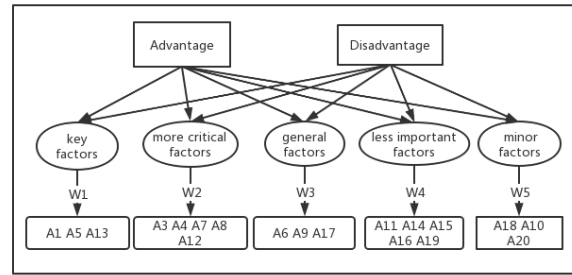 Advantage
Disadvantage
key
factors
more critical
factors
general
factors
less important
factors
minor
factors
W1
W2
W3
W4
W5
A1 A5 A13
A3 A4 A7 A8
A12
A6 A9 A17
A11 A14 A15
A16 A19
A18 A10
A20